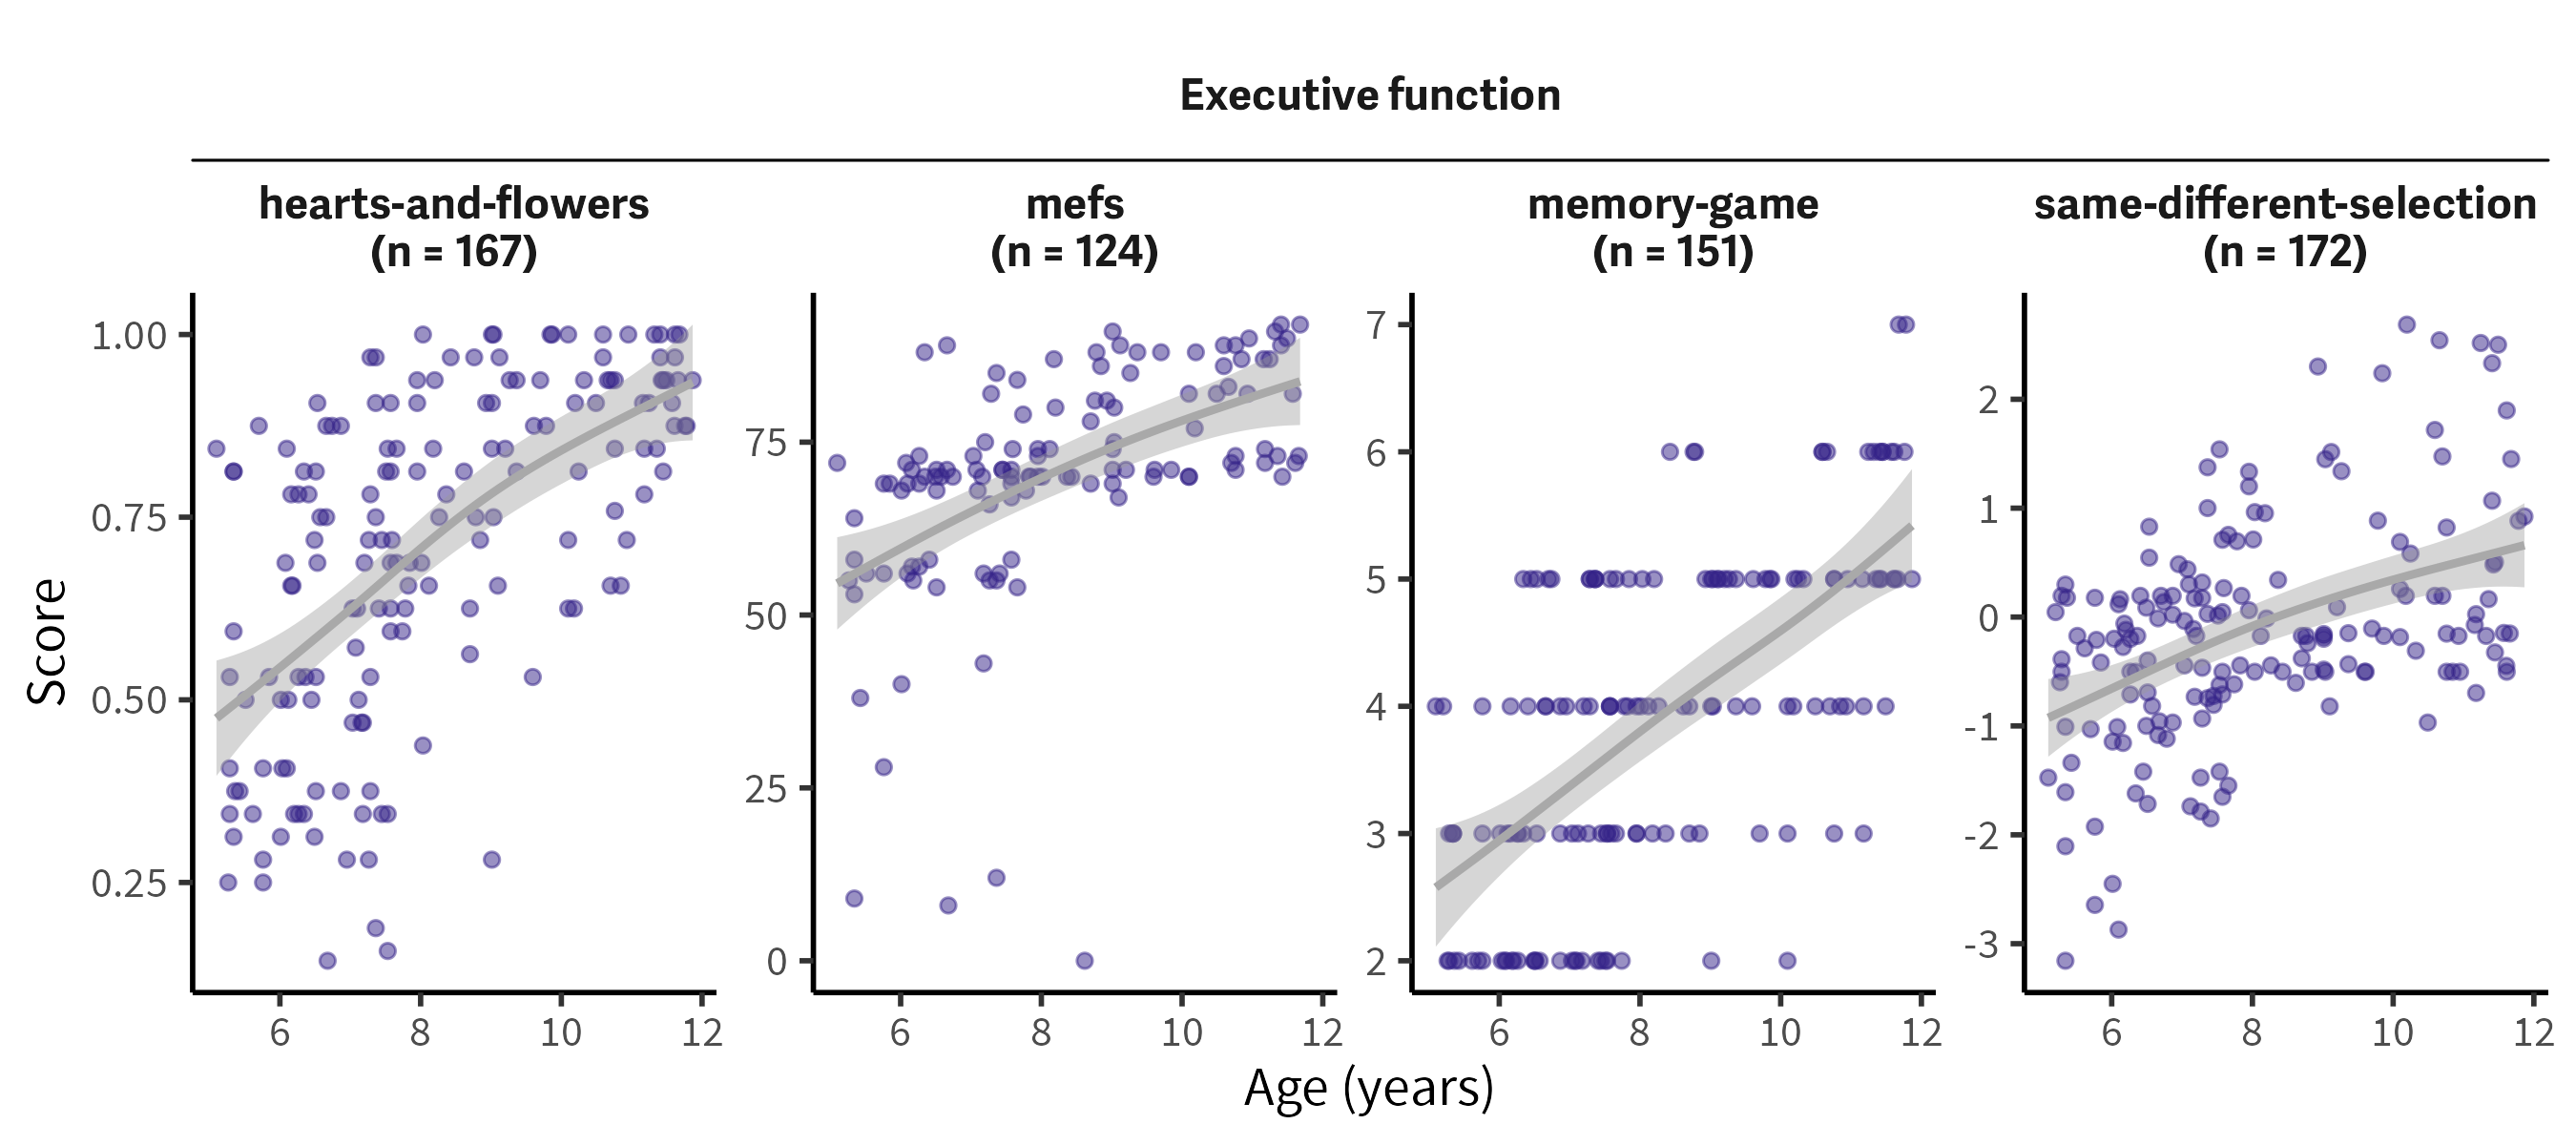 Executive function
hearts-and-flowers
(n = 167)
mefs
(n = 124)
memory-game
(n = 151)
same-different-selection
(n = 172)
Score
1.00
0.75
0.50
0.25
6 8 10 12
75
50
25
0
6 8 10 12
7
6
5
4
3
2
6 8 10 12
2
1
0
-1
-2
-3
6 8 10 12
Age (years)